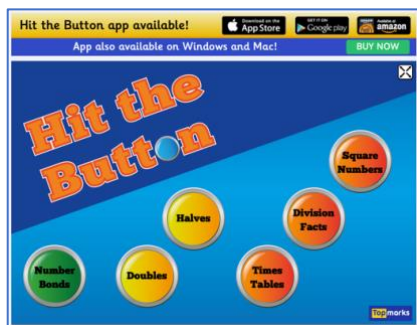 Hit the Button app available!
Download on the
App Store
GET IT ON
Google play
Available at
amazon
App also available on Windows and Mac!
BUY NOW
Hit the
Button
Square
Numbers
Halves
Division
Facts
Number
Bonds
Doubles
Times
Tables
Topmarks